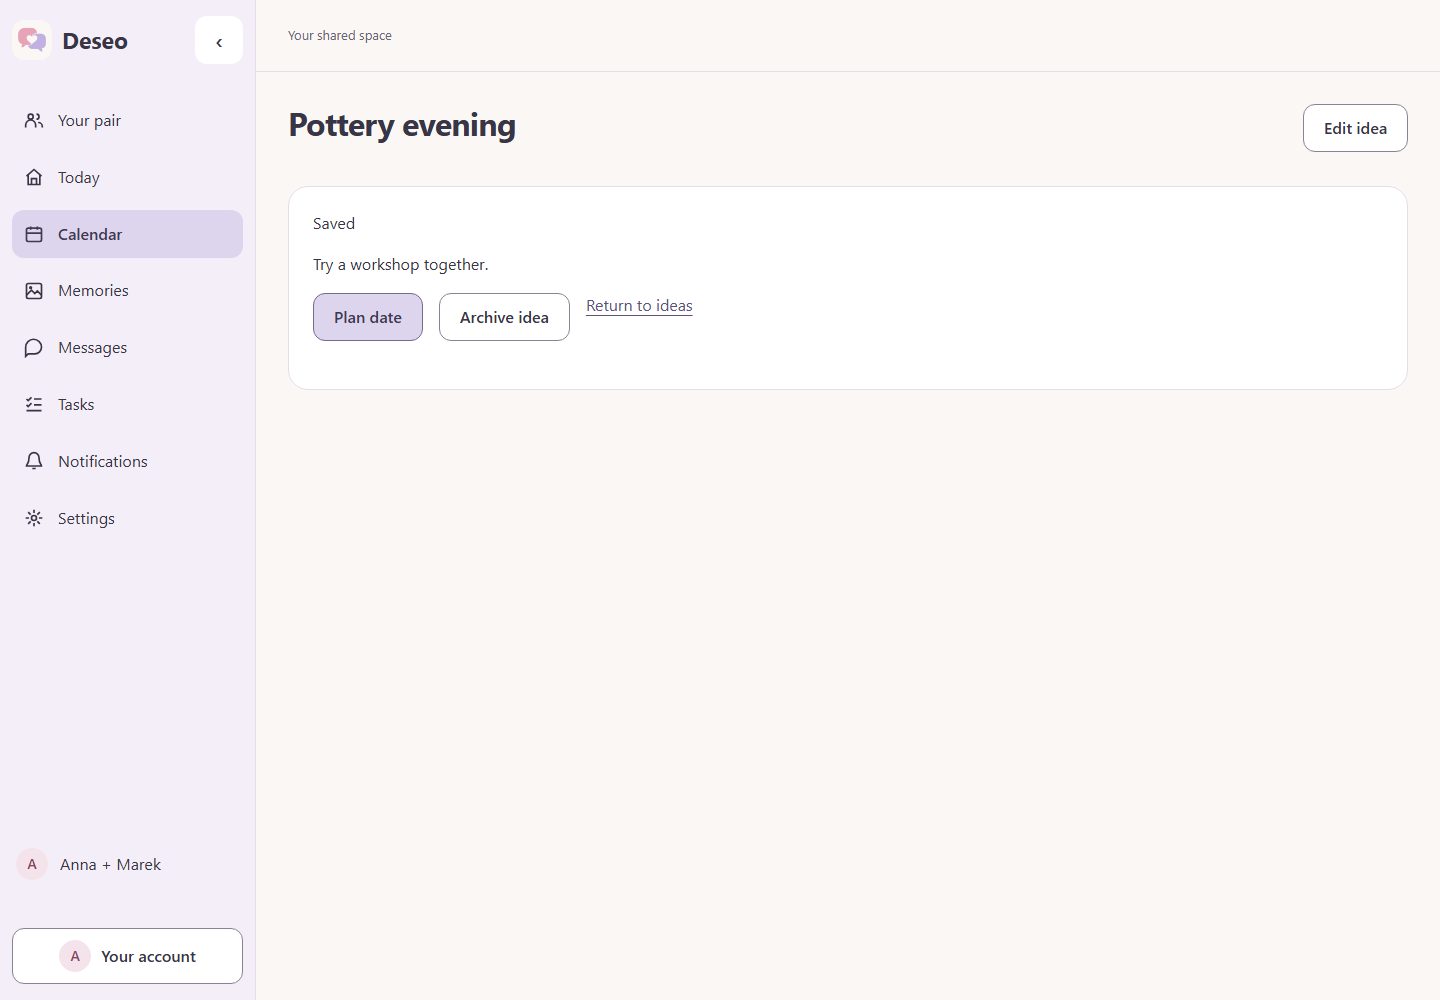 Deseo
‹
Your pair
Today
Calendar
Memories
Messages
Tasks
Notifications
Settings
A Anna + Marek
A Your account
Your shared space
Pottery evening
Edit idea
Saved
Try a workshop together.
Plan date Archive idea Return to ideas